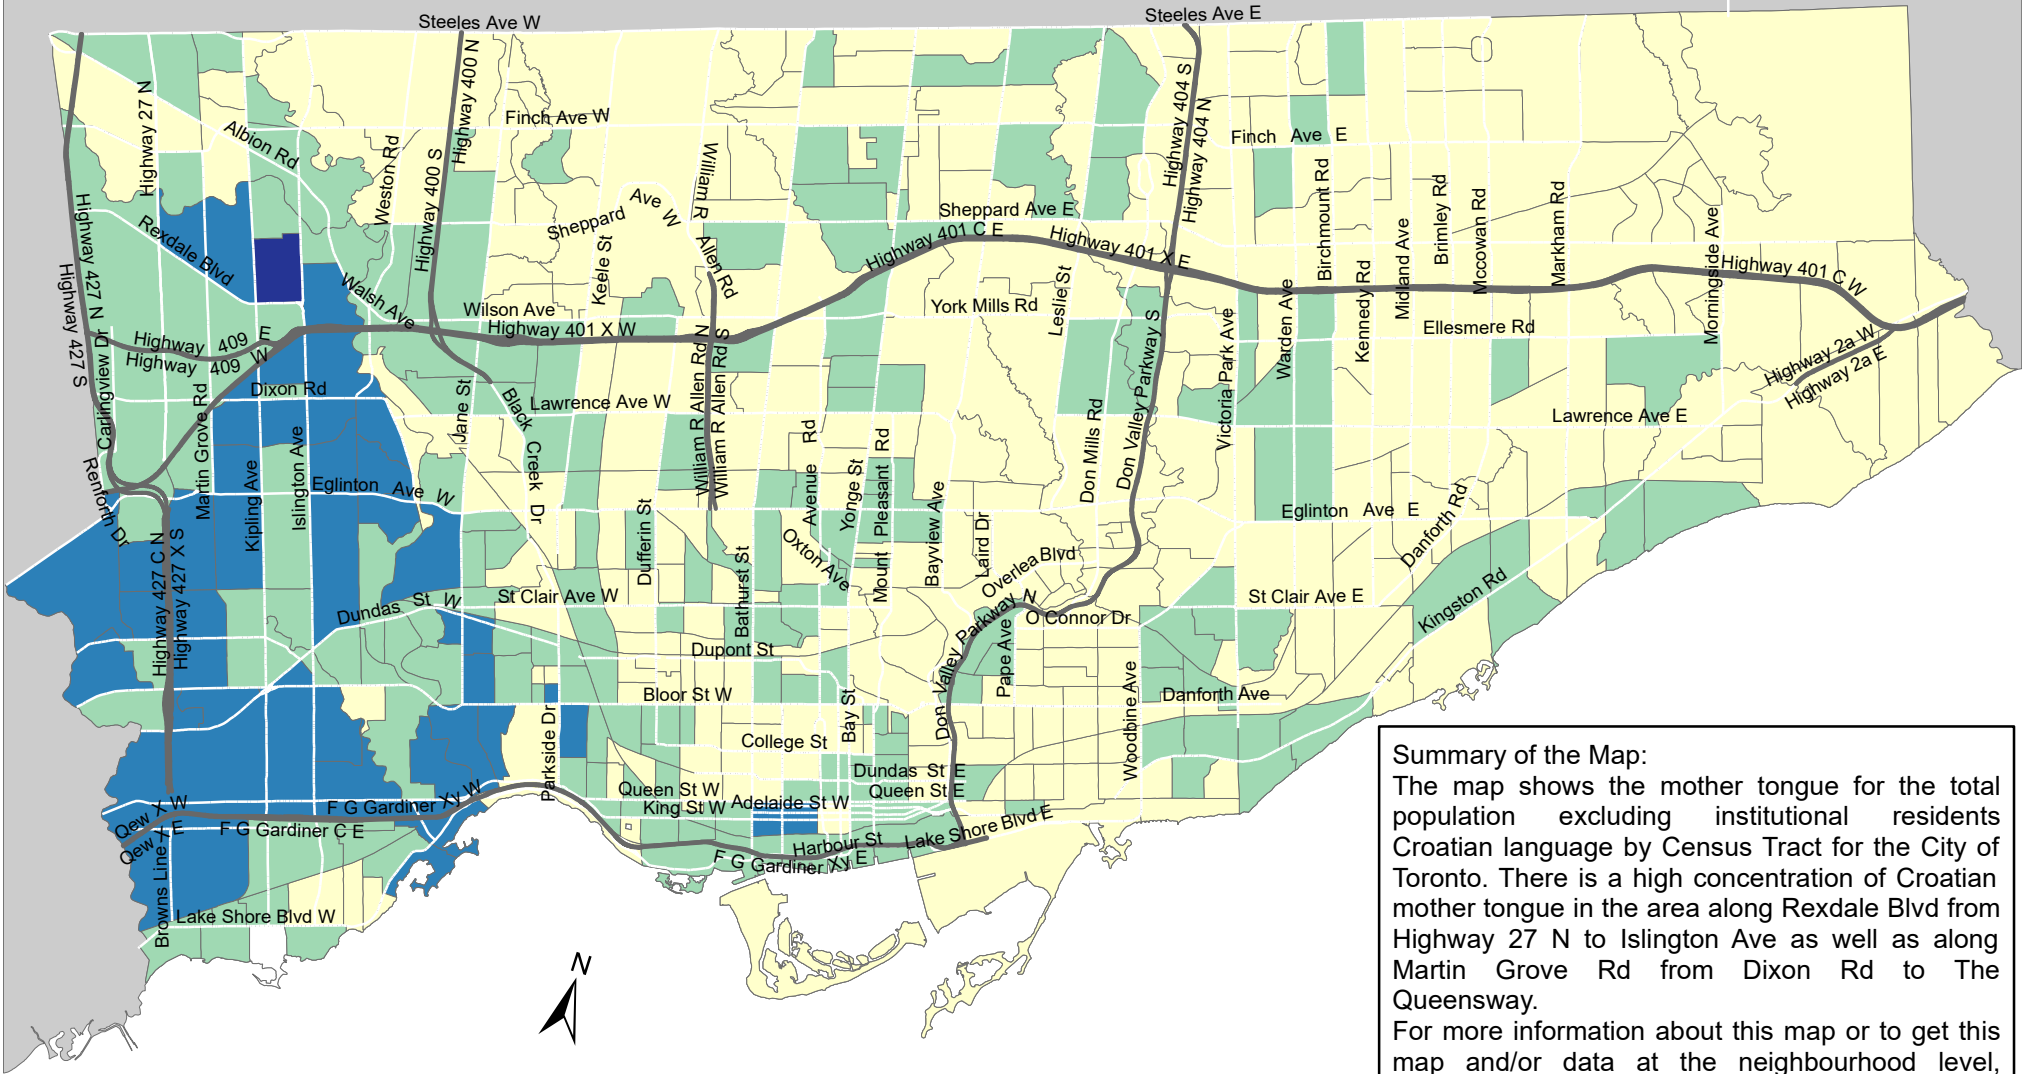 Steeles Ave W
Steeles Ave E
Highway 27 N
Albion Rd
Weston Rd
Highway 400 N
Highway 400 S
Finch Ave W
William R Allen Rd
Highway 404 S
Highway 404 N
Finch Ave E
Highway 427 N
Highway 427 S
Rexdale Blvd
Walsh Ave
Sheppard Ave W
Keele St
Sheppard Ave E
Highway 401 C E
Highway 401 X E
Leslie St
York Mills Rd
Birchmount Rd
Midland Ave
Brimley Rd
Mccowan Rd
Markham Rd
Morningside Ave
Highway 401 C W
Wilson Ave
Highway 401 X W
Highway 409 E
Highway 409 W
Carlingview Dr
Dixon Rd
Martin Grove Rd
Jane St
Black Creek Dr
Lawrence Ave W
William R Allen Rd N
William R Allen Rd S
Don Valley Parkway S
Victoria Park Ave
Warden Ave
Kennedy Rd
Ellesmere Rd
Highway 2a W
Highway 2a E
Lawrence Ave E
Renforth Dr
Kipling Ave
Islington Ave
Eglinton Ave W
Avenue Rd
Yonge St
Mount Pleasant Rd
Bayview Ave
Laird Dr
Don Mills Rd
Eglinton Ave E
Danforth Rd
Highway 427 C N
Highway 427 X S
Dufferin St
Bathurst St
Oxton Ave
Overlea Blvd
Dundas St W
St Clair Ave W
Don Valley Parkway N
O Connor Dr
Pape Ave
St Clair Ave E
Kingston Rd
Dupont St
Bloor St W
Bay St
Woodbine Ave
Danforth Ave
Parkside Dr
College St
Dundas St E
Queen St E
Queen St W
King St W
Adelaide St W
Qew X W
Qew X E
F G Gardiner Xy W
F G Gardiner C E
Harbour St
Lake Shore Blvd E
F G Gardiner Xy E
Browns Line
Lake Shore Blvd W
N
Summary of the Map:
The map shows the mother tongue for the total
population excluding institutional residents
Croatian language by Census Tract for the City of
Toronto. There is a high concentration of Croatian
mother tongue in the area along Rexdale Blvd from
Highway 27 N to Islington Ave as well as along
Martin Grove Rd from Dixon Rd to The
Queensway.
For more information about this map or to get this
map and/or data at the neighbourhood level,